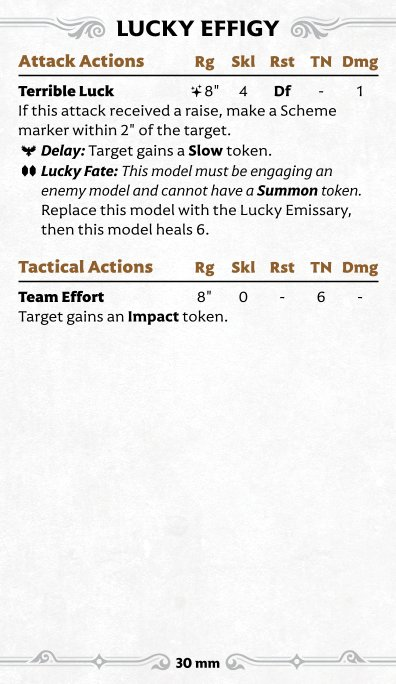 LUCKY EFFIGY
Attack Actions Rg Skl Rst TN Dmg
Terrible Luck 8" 4 Df - 1
If this attack received a raise, make a Scheme
marker within 2" of the target.
Delay: Target gains a Slow token.
Lucky Fate: This model must be engaging an
enemy model and cannot have a Summon token.
Replace this model with the Lucky Emissary,
then this model heals 6.
Tactical Actions Rg Skl Rst TN Dmg
Team Effort 8" 0 - 6 -
Target gains an Impact token.
30 mm